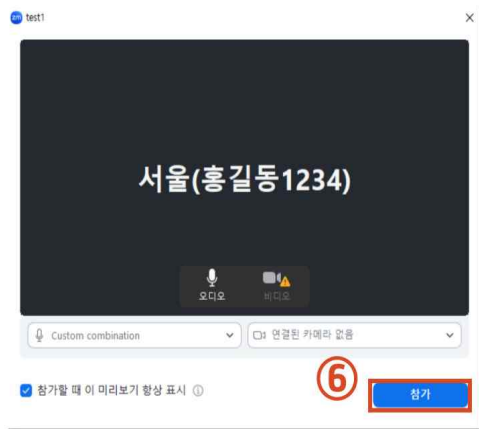 zm test1
서울(홍길동1234)
오디오 비디오
Custom combination 연결된 카메라 없음
⑥
참가할 때 이 미리보기 항상 표시 참가